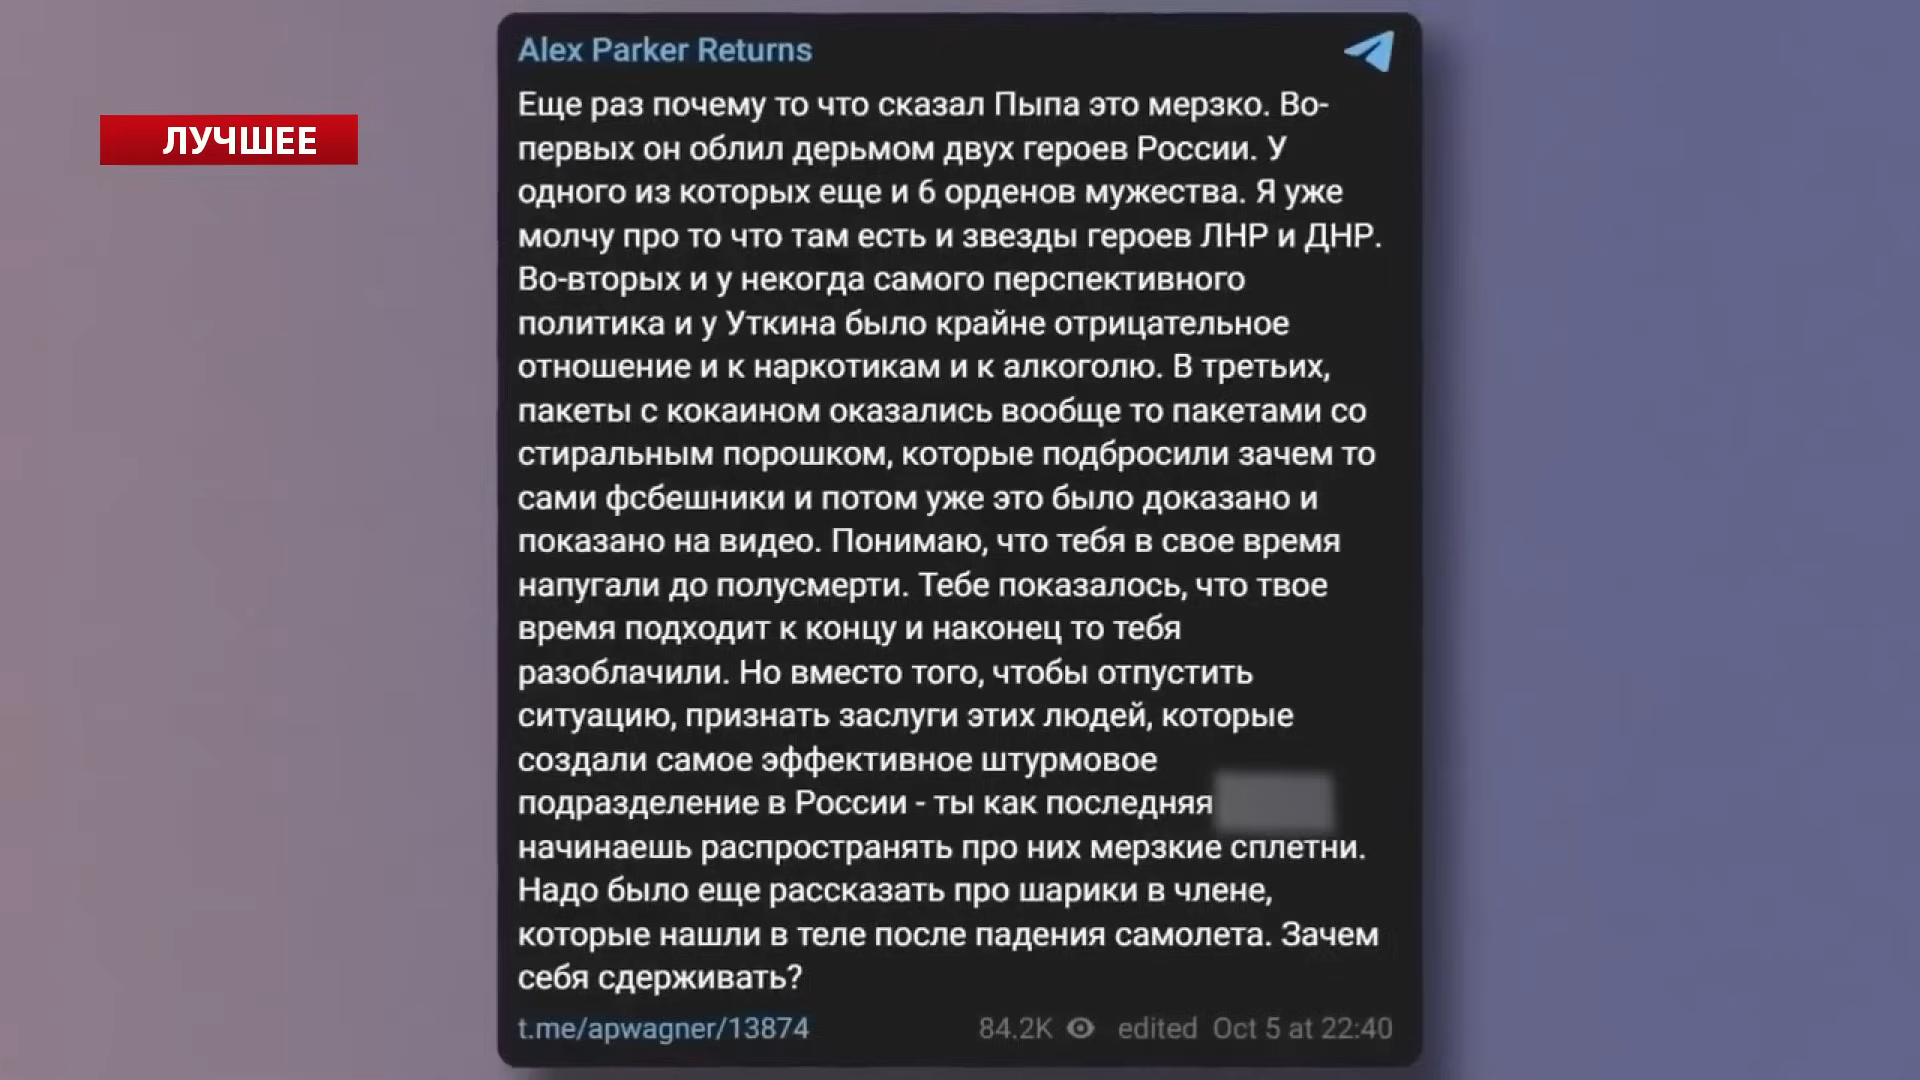 Alex Parker Returns
ЛУЧШЕЕ
Еще раз почему то что сказал Пыпа это мерзко. Во-
первых он облил дерьмом двух героев России. У
одного из которых еще и 6 орденов мужества. Я уже
молчу про то что там есть и звезды героев ЛНР и ДНР.
Во-вторых и у некогда самого перспективного
политика и у Уткина было крайне отрицательное
отношение и к наркотикам и к алкоголю. В третьих,
пакеты с кокаином оказались вообще то пакетами со
стиральным порошком, которые подбросили зачем то
сами фсбешники и потом уже это было доказано и
показано на видео. Понимаю, что тебя в свое время
напугали до полусмерти. Тебе показалось, что твое
время подходит к концу и наконец то тебя
разоблачили. Но вместо того, чтобы отпустить
ситуацию, признать заслуги этих людей, которые
создали самое эффективное штурмовое
подразделение в России - ты как последняя
начинаешь распространять про них мерзкие сплетни.
Надо было еще рассказать про шарики в члене,
которые нашли в теле после падения самолета. Зачем
себя сдерживать?
t.me/apwagner/13874 84.2K edited Oct 5 at 22:40